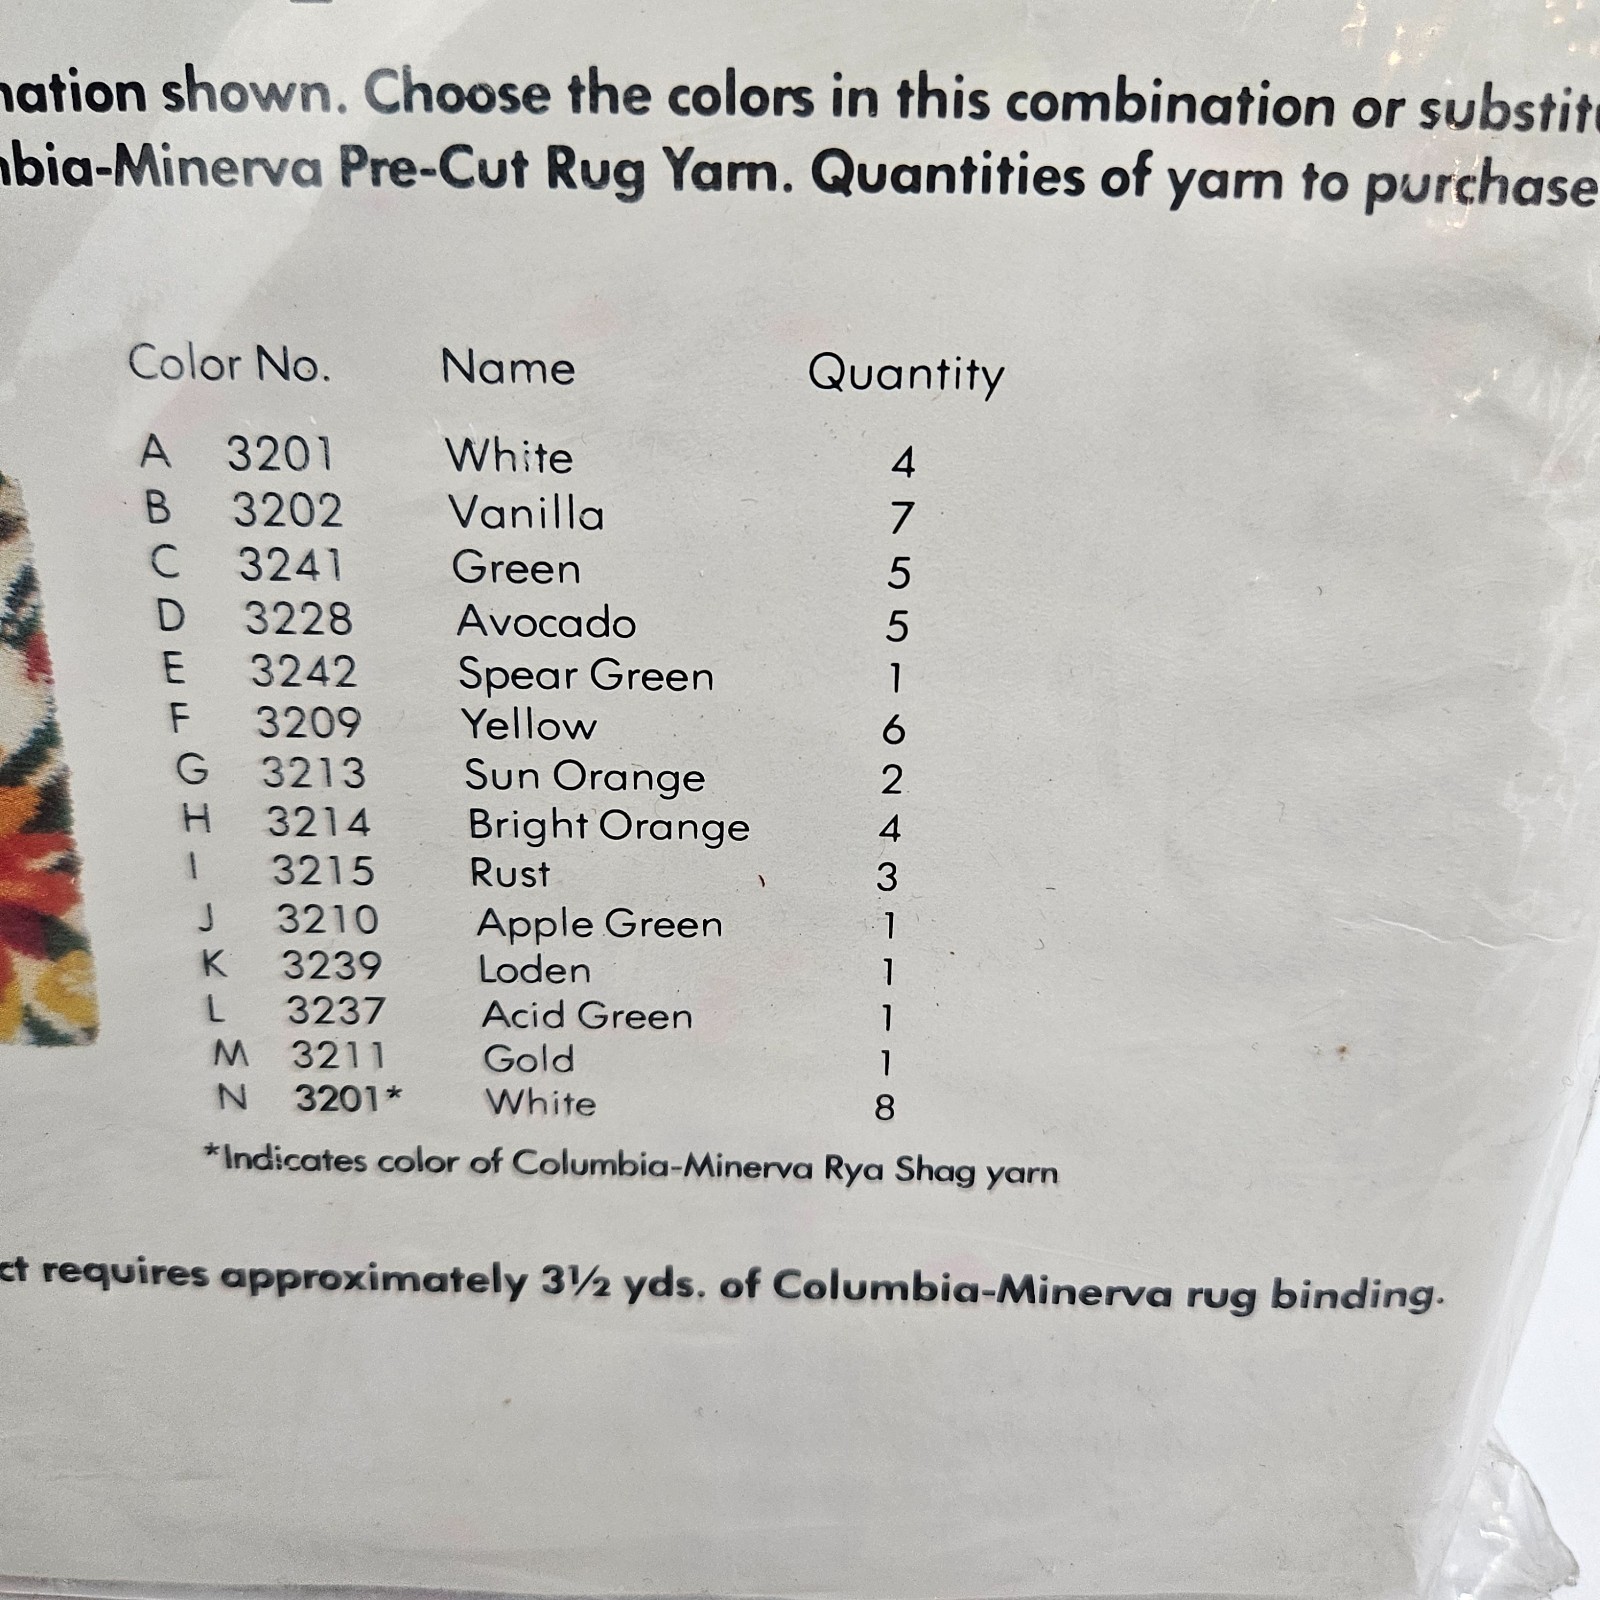 shown. Choose the colors in this combination or
Minerva Pre-Cut Rug Yarn. Quantities of yarn to purchase
Color No. Name Quantity
A 3201 White 4
B 3202 Vanilla 7
C 3241 Green 5
D 3228 Avocado 5
E 3242 Spear Green 1
F 3209 Yellow 6
G 3213 Sun Orange 2
H 3214 Bright Orange 4
I 3215 Rust 3
J 3210 Apple Green 1
K 3239 Loden 1
L 3237 Acid Green 1
M 3211 Gold 1
N 3201* White 8
*Indicates color of Columbia-Minerva Rya Shag yarn
requires approximately 3½ yds. of Columbia-Minerva rug binding.